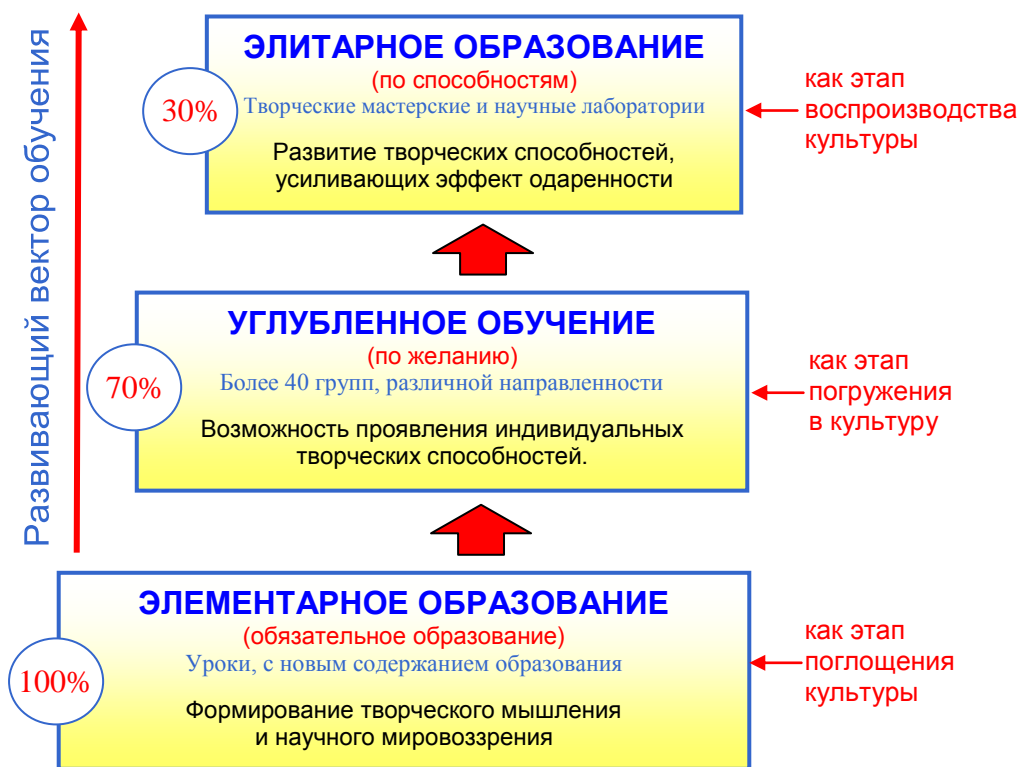 Развивающий вектор обучения
ЭЛИТАРНОЕ ОБРАЗОВАНИЕ
(по способностям)
30%
Творческие мастерские и научные лаборатории
Развитие творческих способностей,
усиливающих эффект одаренности
как этап
воспроизводства
культуры
УГЛУБЛЕННОЕ ОБУЧЕНИЕ
(по желанию)
70%
Более 40 групп, различной направленности
Возможность проявления индивидуальных
творческих способностей.
как этап
погружения
в культуру
ЭЛЕМЕНТАРНОЕ ОБРАЗОВАНИЕ
(обязательное образование)
100%
Уроки, с новым содержанием образования
Формирование творческого мышления
и научного мировоззрения
как этап
поглощения
культуры